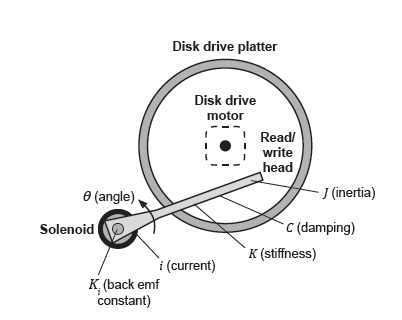 Disk drive platter
Disk drive
motor
Read/
write
head
θ (angle)
J (inertia)
Solenoid
C (damping)
K (stiffness)
i (current)
Ki (back emf
constant)